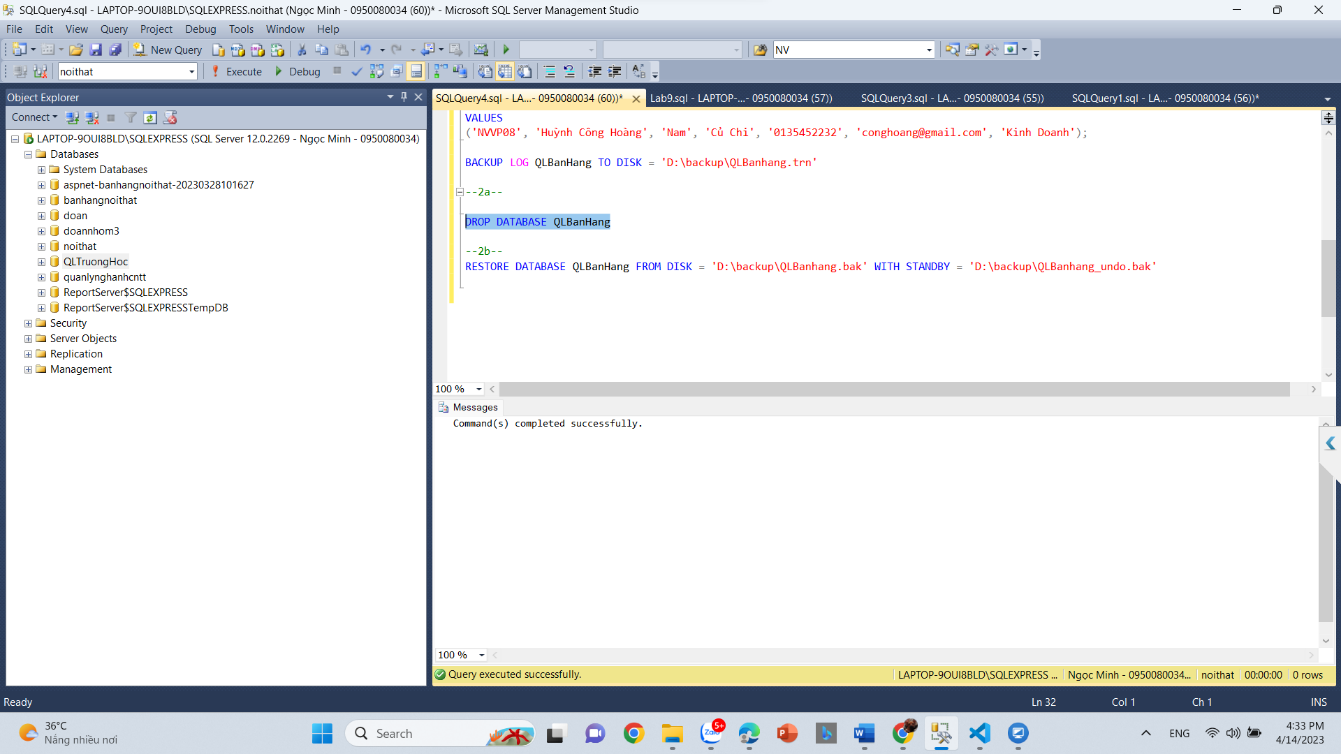 SQLQuery4.sql - LAPTOP-9OUI8BLD\SQLEXPRESS.noithat (Ngọc Minh - 0950080034 (60))* - Microsoft SQL Server Management Studio
File Edit View Query Project Debug Tools Window Help
New Query NV
noithat Execute Debug
Object Explorer
Connect
LAPTOP-9OUI8BLD\SQLEXPRESS (SQL Server 12.0.2269 - Ngọc Minh - 0950080034)
Databases
System Databases
aspnet-banhangnoithat-20230328101627
banhangnoithat
doan
doannhom3
noithat
QLTruongHoc
quanlynghanhcntt
ReportServer$SQLEXPRESS
ReportServer$SQLEXPRESSTempDB
Security
Server Objects
Replication
Management
SQLQuery4.sql - LA...- 0950080034 (60))* Lab9.sql - LAPTOP-...- 0950080034 (57)) SQLQuery3.sql - LA...- 0950080034 (55)) SQLQuery1.sql - LA...- 0950080034 (56))*
VALUES
('NVVP08', 'Huỳnh Công Hoàng', 'Nam', 'Củ Chi', '0135452232', 'conghoang@gmail.com', 'Kinh Doanh');
BACKUP LOG QLBanHang TO DISK = 'D:\backup\QLBanhang.trn'
--2a--
DROP DATABASE QLBanHang
--2b--
RESTORE DATABASE QLBanHang FROM DISK = 'D:\backup\QLBanhang.bak' WITH STANDBY = 'D:\backup\QLBanhang_undo.bak'
100 %
Messages
Command(s) completed successfully.
100 %
Query executed successfully. LAPTOP-9OUI8BLD\SQLEXPRESS ... Ngọc Minh - 0950080034... noithat 00:00:00 0 rows
Ready Ln 32 Col 1 Ch 1 INS
36°C
Nắng nhiều nơi
Search
5+
Zalo
ENG
4:33 PM
4/14/2023